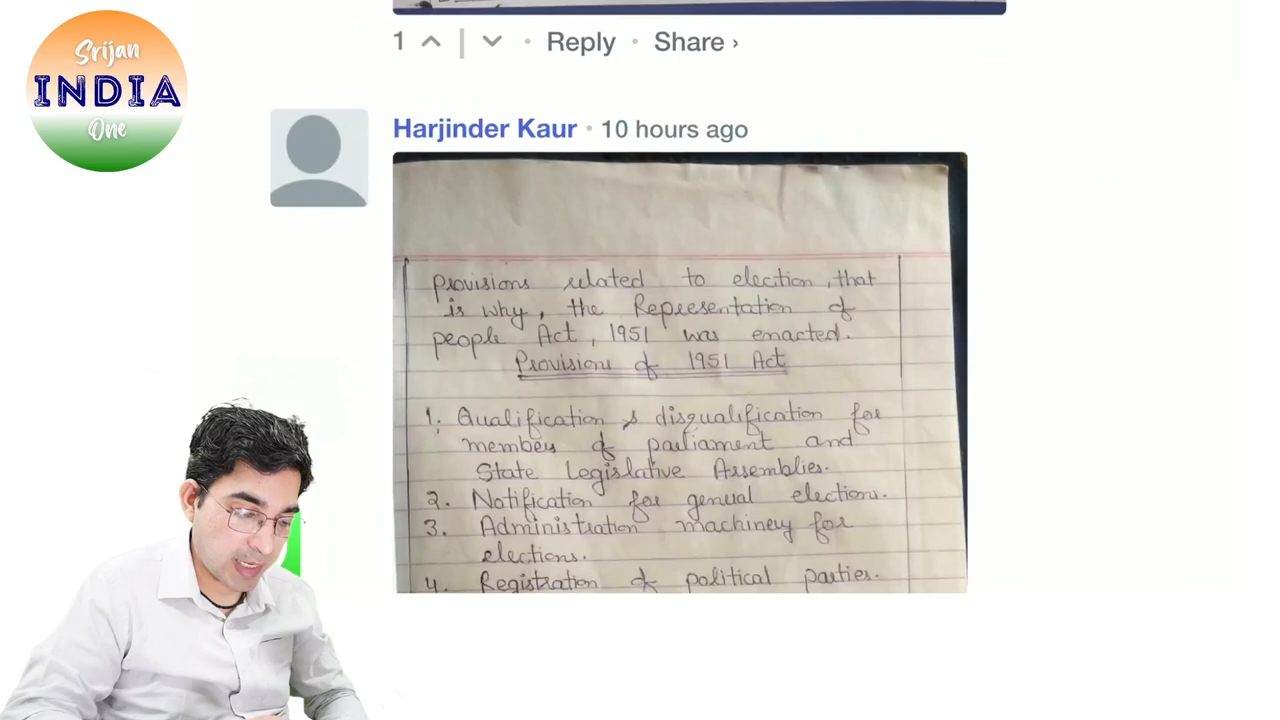 Srijan
INDIA
One
1 · Reply · Share ›
Harjinder Kaur · 10 hours ago
provisions related to election, that
is why, the Representation of
people Act, 1951 was enacted.
Provisions of 1951 Act
1. Qualification & disqualification for
members of parliament and
State Legislative Assemblies.
2. Notification for general elections.
3. Administration machinery for
elections.
4. Registration of political parties.